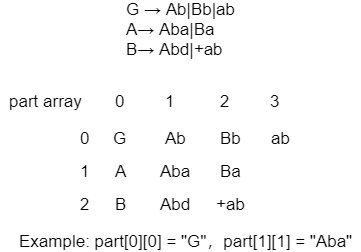 G → Ab|Bb|ab
A→ Aba|Ba
B→ Abd|+ab
part array 0 1 2 3
0 G Ab Bb ab
1 A Aba Ba
2 B Abd +ab
Example: part[0][0] = "G", part[1][1] = "Aba"